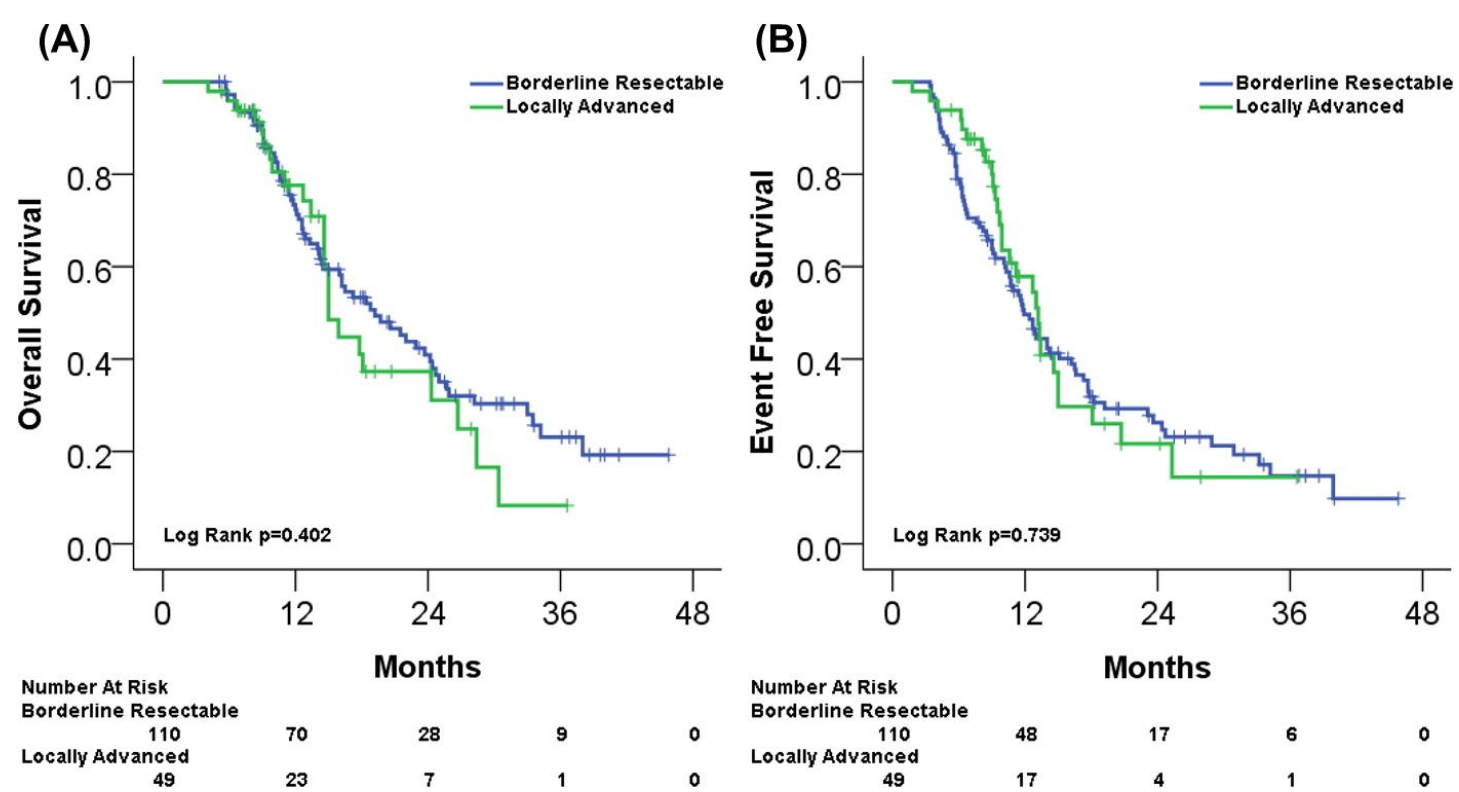 (A)
Overall Survival
1.0
0.8
0.6
0.4
0.2
0.0
Borderline Resectable
Locally Advanced
Log Rank p=0.402
0 12 24 36 48
Months
Number At Risk
Borderline Resectable
110 70 28 9 0
Locally Advanced
49 23 7 1 0
(B)
Event Free Survival
1.0
0.8
0.6
0.4
0.2
0.0
Borderline Resectable
Locally Advanced
Log Rank p=0.739
0 12 24 36 48
Months
Number At Risk
Borderline Resectable
110 48 17 6 0
Locally Advanced
49 17 4 1 0